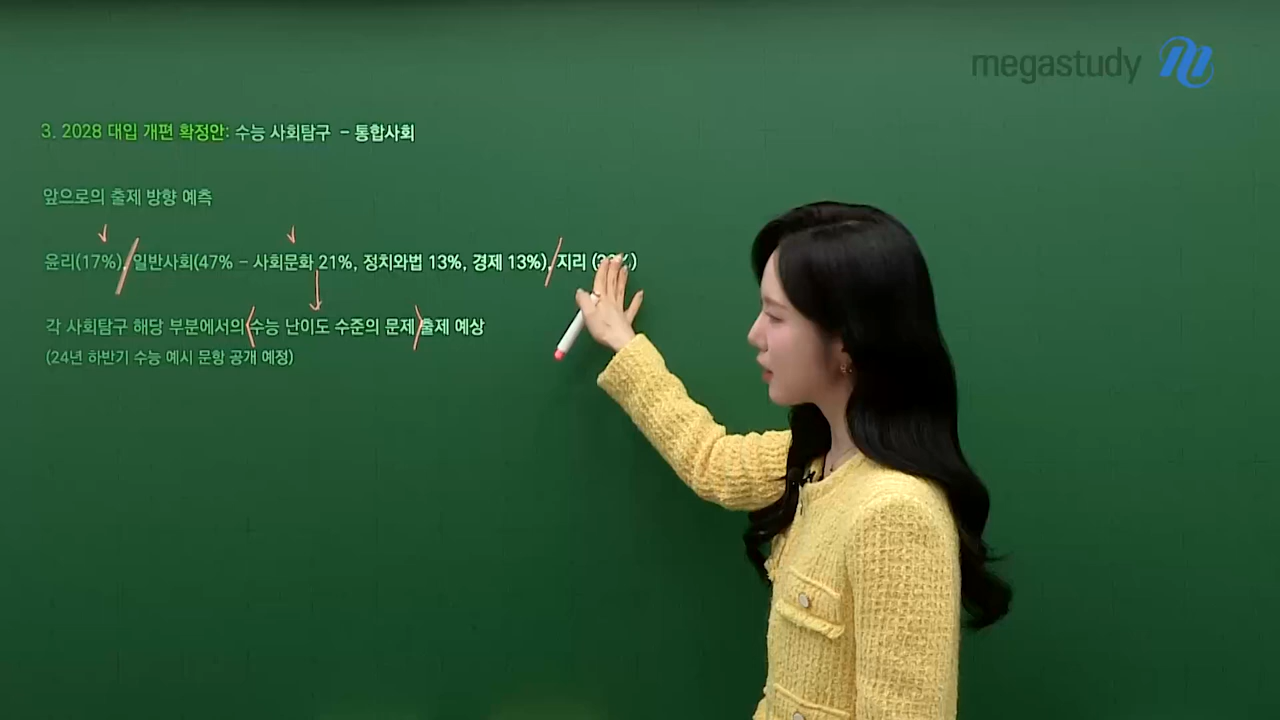 megastudy
3. 2028 대입 개편 확정안: 수능 사회탐구 - 통합사회
앞으로의 출제 방향 예측
윤리(17%), 일반사회(47% - 사회문화 21%, 정치와법 13%, 경제 13%), 지리 (
각 사회탐구 해당 부분에서의 수능 난이도 수준의 문제 출제 예상
(24년 하반기 수능 예시 문항 공개 예정)